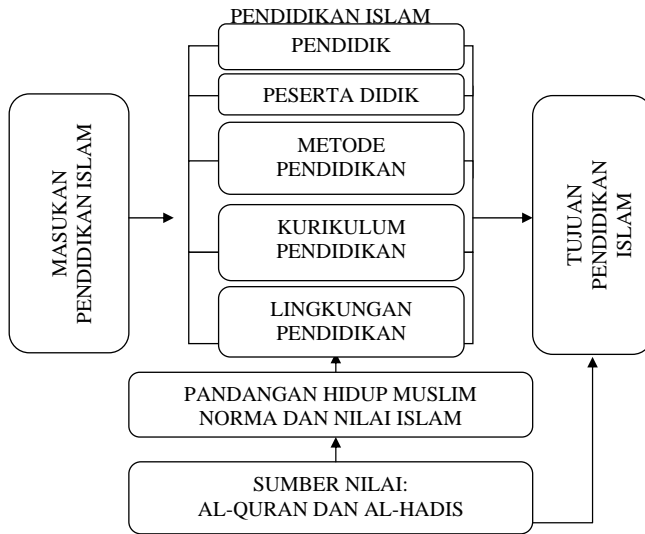 PENDIDIKAN ISLAM
PENDIDIK
PESERTA DIDIK
METODE
PENDIDIKAN
KURIKULUM
PENDIDIKAN
LINGKUNGAN
PENDIDIKAN
MASUKAN
PENDIDIKAN ISLAM
TUJUAN
PENDIDIKAN
ISLAM
PANDANGAN HIDUP MUSLIM
NORMA DAN NILAI ISLAM
SUMBER NILAI:
AL-QURAN DAN AL-HADIS